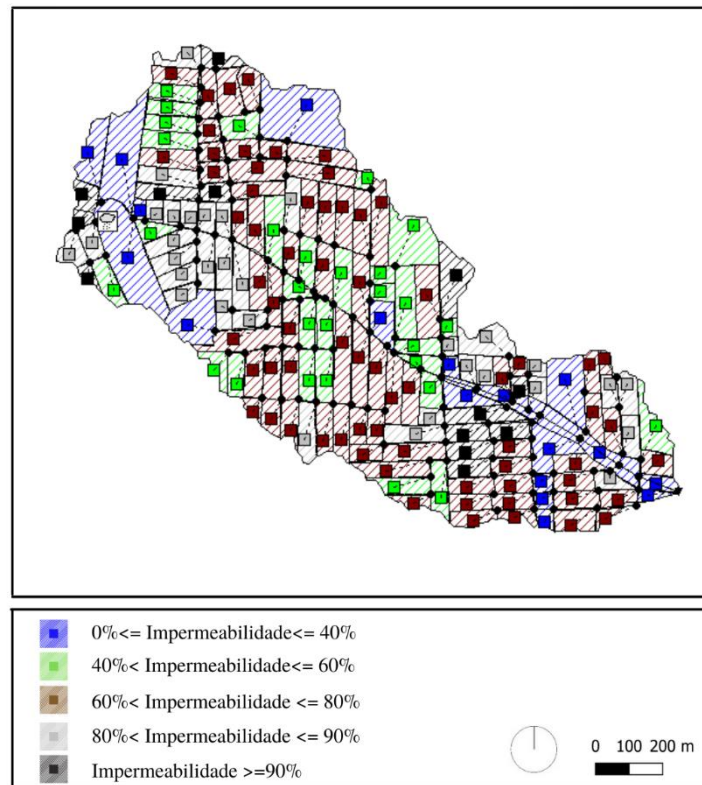 0%<= Impermeabilidade<= 40%
40%< Impermeabilidade<= 60%
60%< Impermeabilidade <= 80%
80%< Impermeabilidade <= 90%
Impermeabilidade >=90%
0 100 200 m